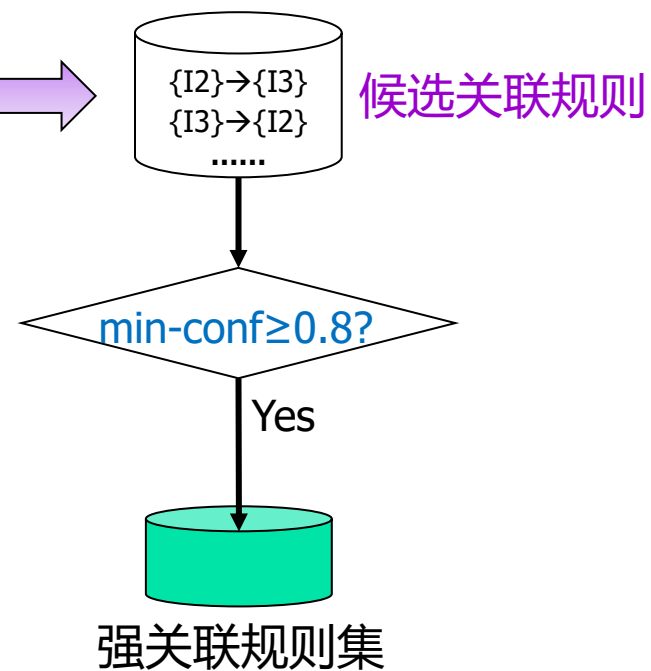 {I2}→{I3}
{I3}→{I2}
......
候选关联规则
min-conf≥0.8?
Yes
强关联规则集